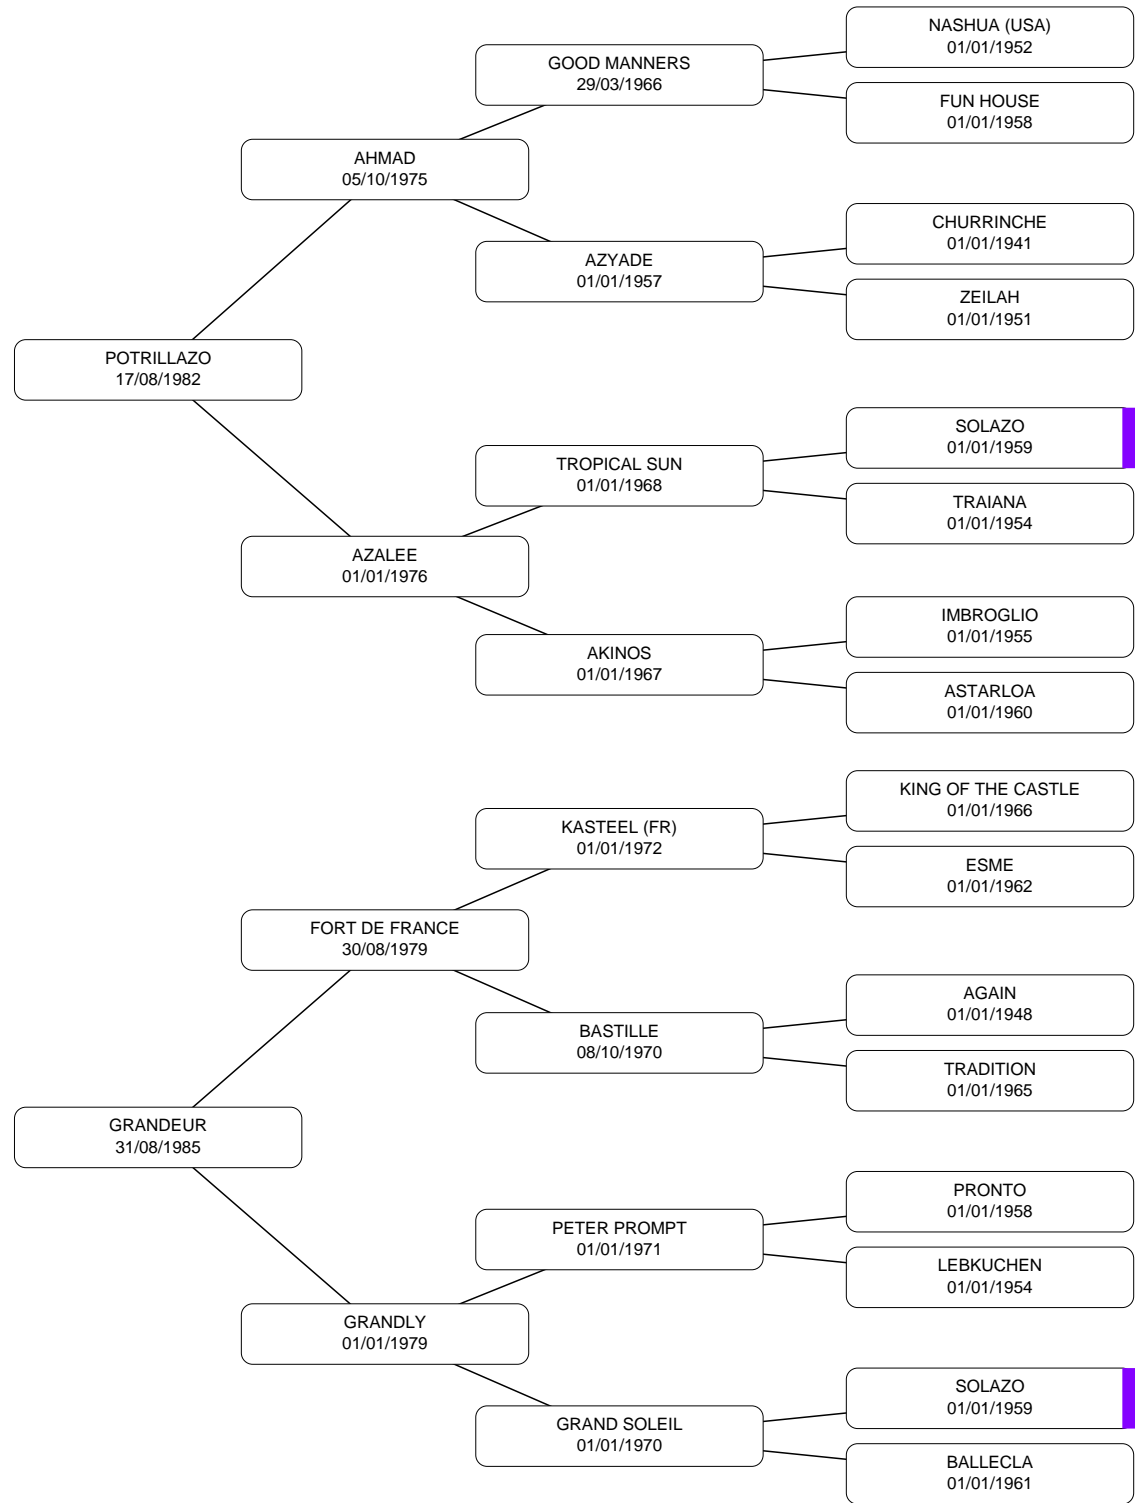 NASHUA (USA)
01/01/1952
GOOD MANNERS
29/03/1966
FUN HOUSE
01/01/1958
AHMAD
05/10/1975
CHURRINCHE
01/01/1941
AZYADE
01/01/1957
ZEILAH
01/01/1951
POTRILLAZO
17/08/1982
SOLAZO
01/01/1959
TROPICAL SUN
01/01/1968
TRAIANA
01/01/1954
AZALEE
01/01/1976
IMBROGLIO
01/01/1955
AKINOS
01/01/1967
ASTARLOA
01/01/1960
KING OF THE CASTLE
01/01/1966
KASTEEL (FR)
01/01/1972
ESME
01/01/1962
FORT DE FRANCE
30/08/1979
AGAIN
01/01/1948
BASTILLE
08/10/1970
TRADITION
01/01/1965
GRANDEUR
31/08/1985
PRONTO
01/01/1958
PETER PROMPT
01/01/1971
LEBKUCHEN
01/01/1954
GRANDLY
01/01/1979
SOLAZO
01/01/1959
GRAND SOLEIL
01/01/1970
BALLECLA
01/01/1961